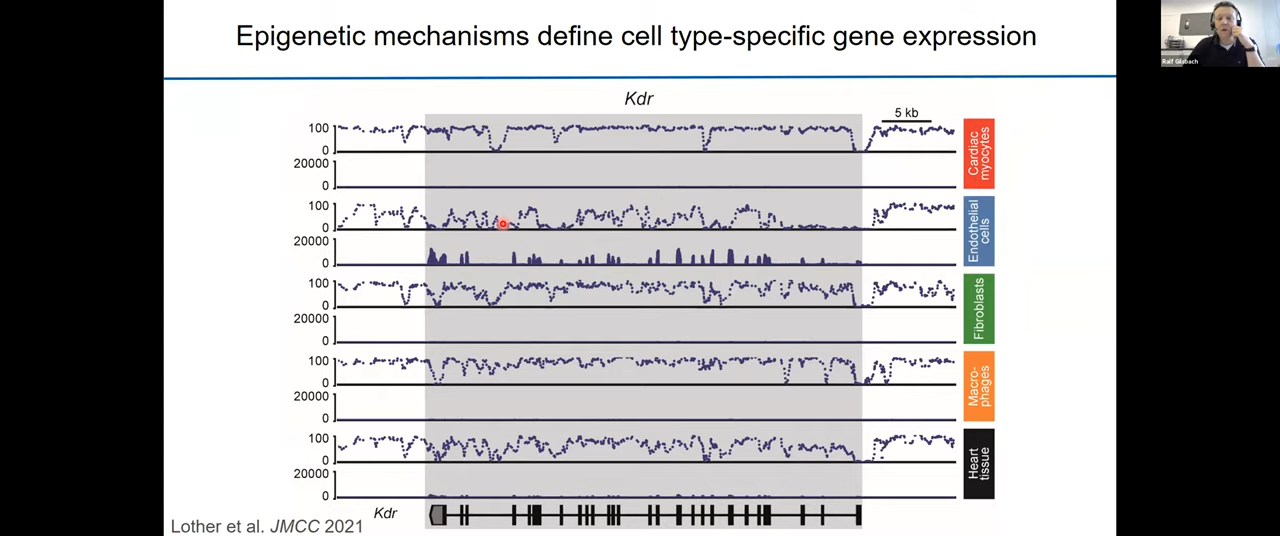 Epigenetic mechanisms define cell type-specific gene expression
Ralf Gilsbach
Kdr
5 kb
100
0
20000
0
Cardiac
myocytes
100
0
20000
0
Endothelial
cells
100
0
20000
0
Fibroblasts
100
0
20000
0
Macro-
phages
100
0
20000
0
Heart
tissue
Kdr
Lother et al. JMCC 2021